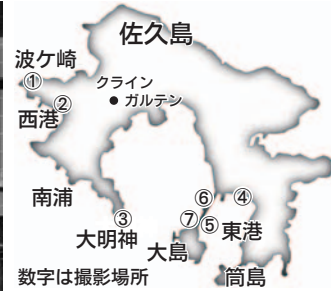 佐久島
波ケ崎
①
クライン
ガルテン
②
西港
南浦
⑥
④
③
⑦
⑤
東港
大明神
大島
数字は撮影場所
筒島